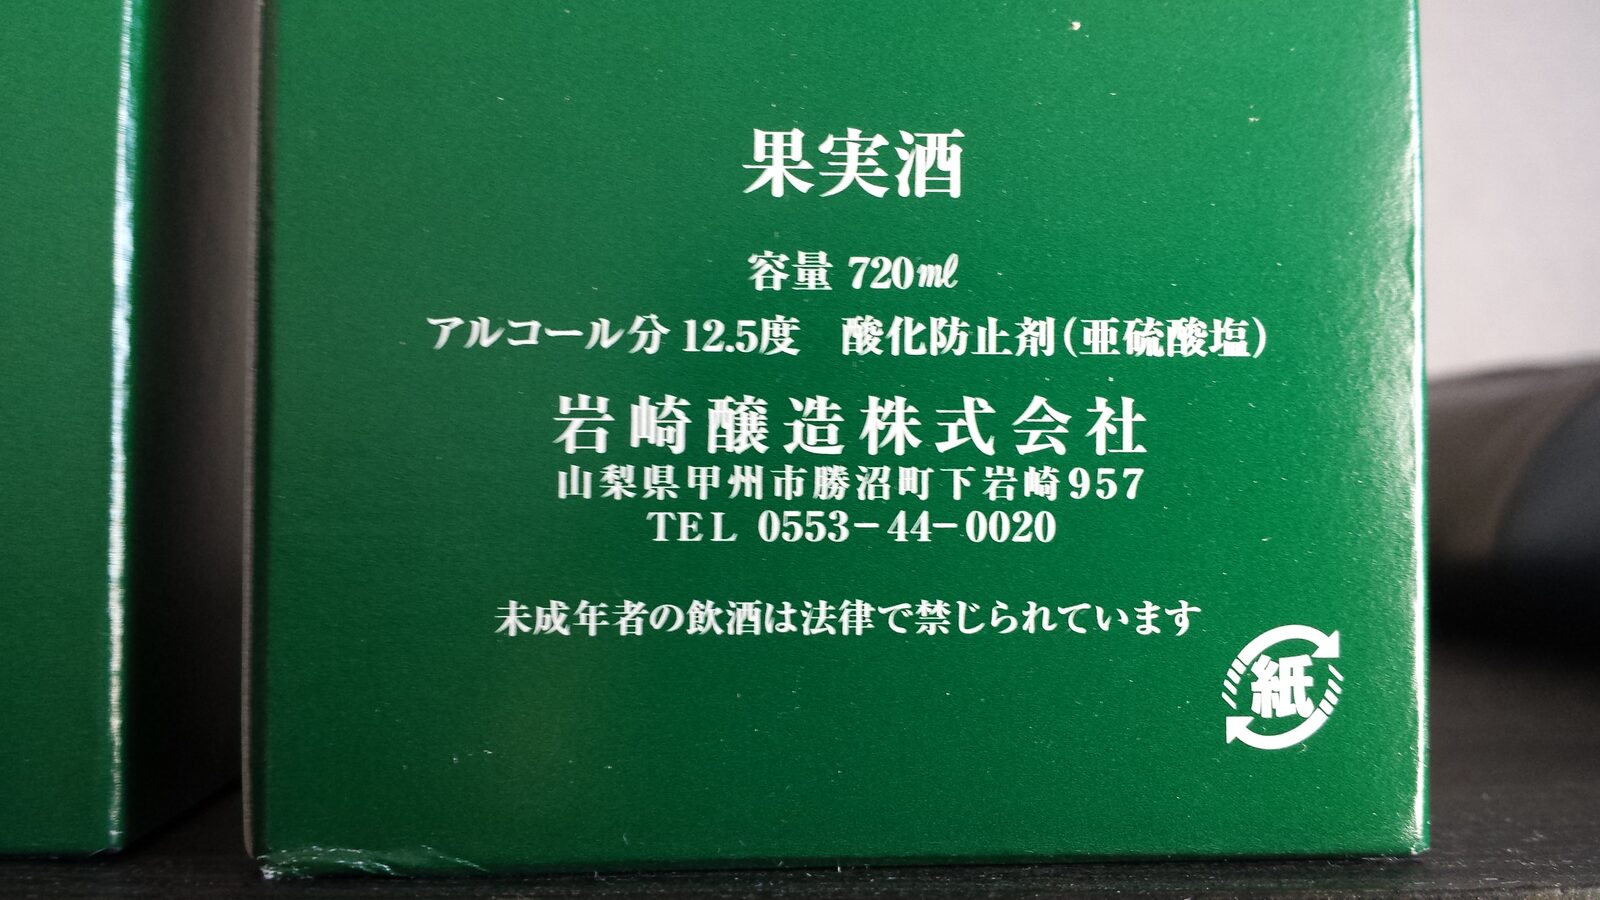 果実酒
容量 720㎖
アルコール分 12.5度　酸化防止剤(亜硫酸塩)
岩崎醸造株式会社
山梨県甲州市勝沼町下岩崎957
TEL 0553-44-0020
未成年者の飲酒は法律で禁じられています
紙